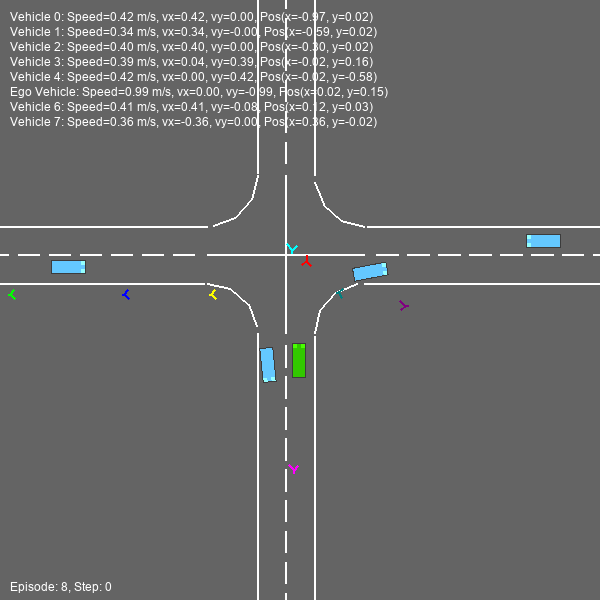 Vehicle 0: Speed=0.42 m/s, vx=0.42, vy=0.00, Pos(x=-0.97, y=0.02)
Vehicle 1: Speed=0.34 m/s, vx=0.34, vy=-0.00, Pos(x=-0.59, y=0.02)
Vehicle 2: Speed=0.40 m/s, vx=0.40, vy=0.00, Pos(x=-0.30, y=0.02)
Vehicle 3: Speed=0.39 m/s, vx=0.04, vy=0.39, Pos(x=-0.02, y=0.16)
Vehicle 4: Speed=0.42 m/s, vx=0.00, vy=0.42, Pos(x=-0.02, y=-0.58)
Ego Vehicle: Speed=0.99 m/s, vx=0.00, vy=-0.99, Pos(x=0.02, y=0.15)
Vehicle 6: Speed=0.41 m/s, vx=0.41, vy=-0.08, Pos(x=0.12, y=0.03)
Vehicle 7: Speed=0.36 m/s, vx=-0.36, vy=0.00, Pos(x=0.36, y=-0.02)
Episode: 8, Step: 0